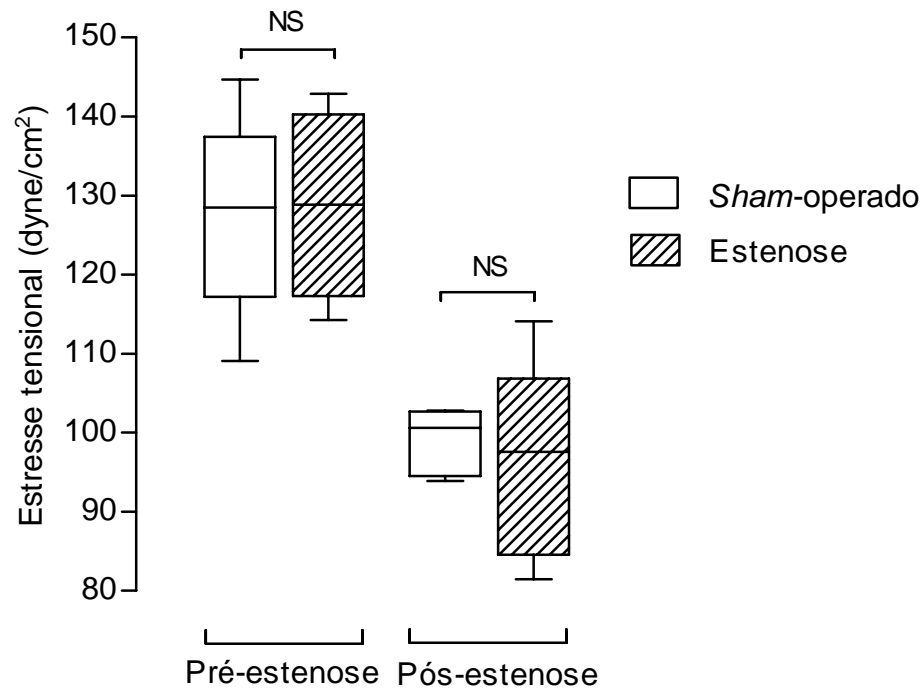 NS
150
140
130
120
110
100
90
80
Estresse tensional (dyne/cm²)
NS
Sham-operado
Estenose
Pré-estenose
Pós-estenose